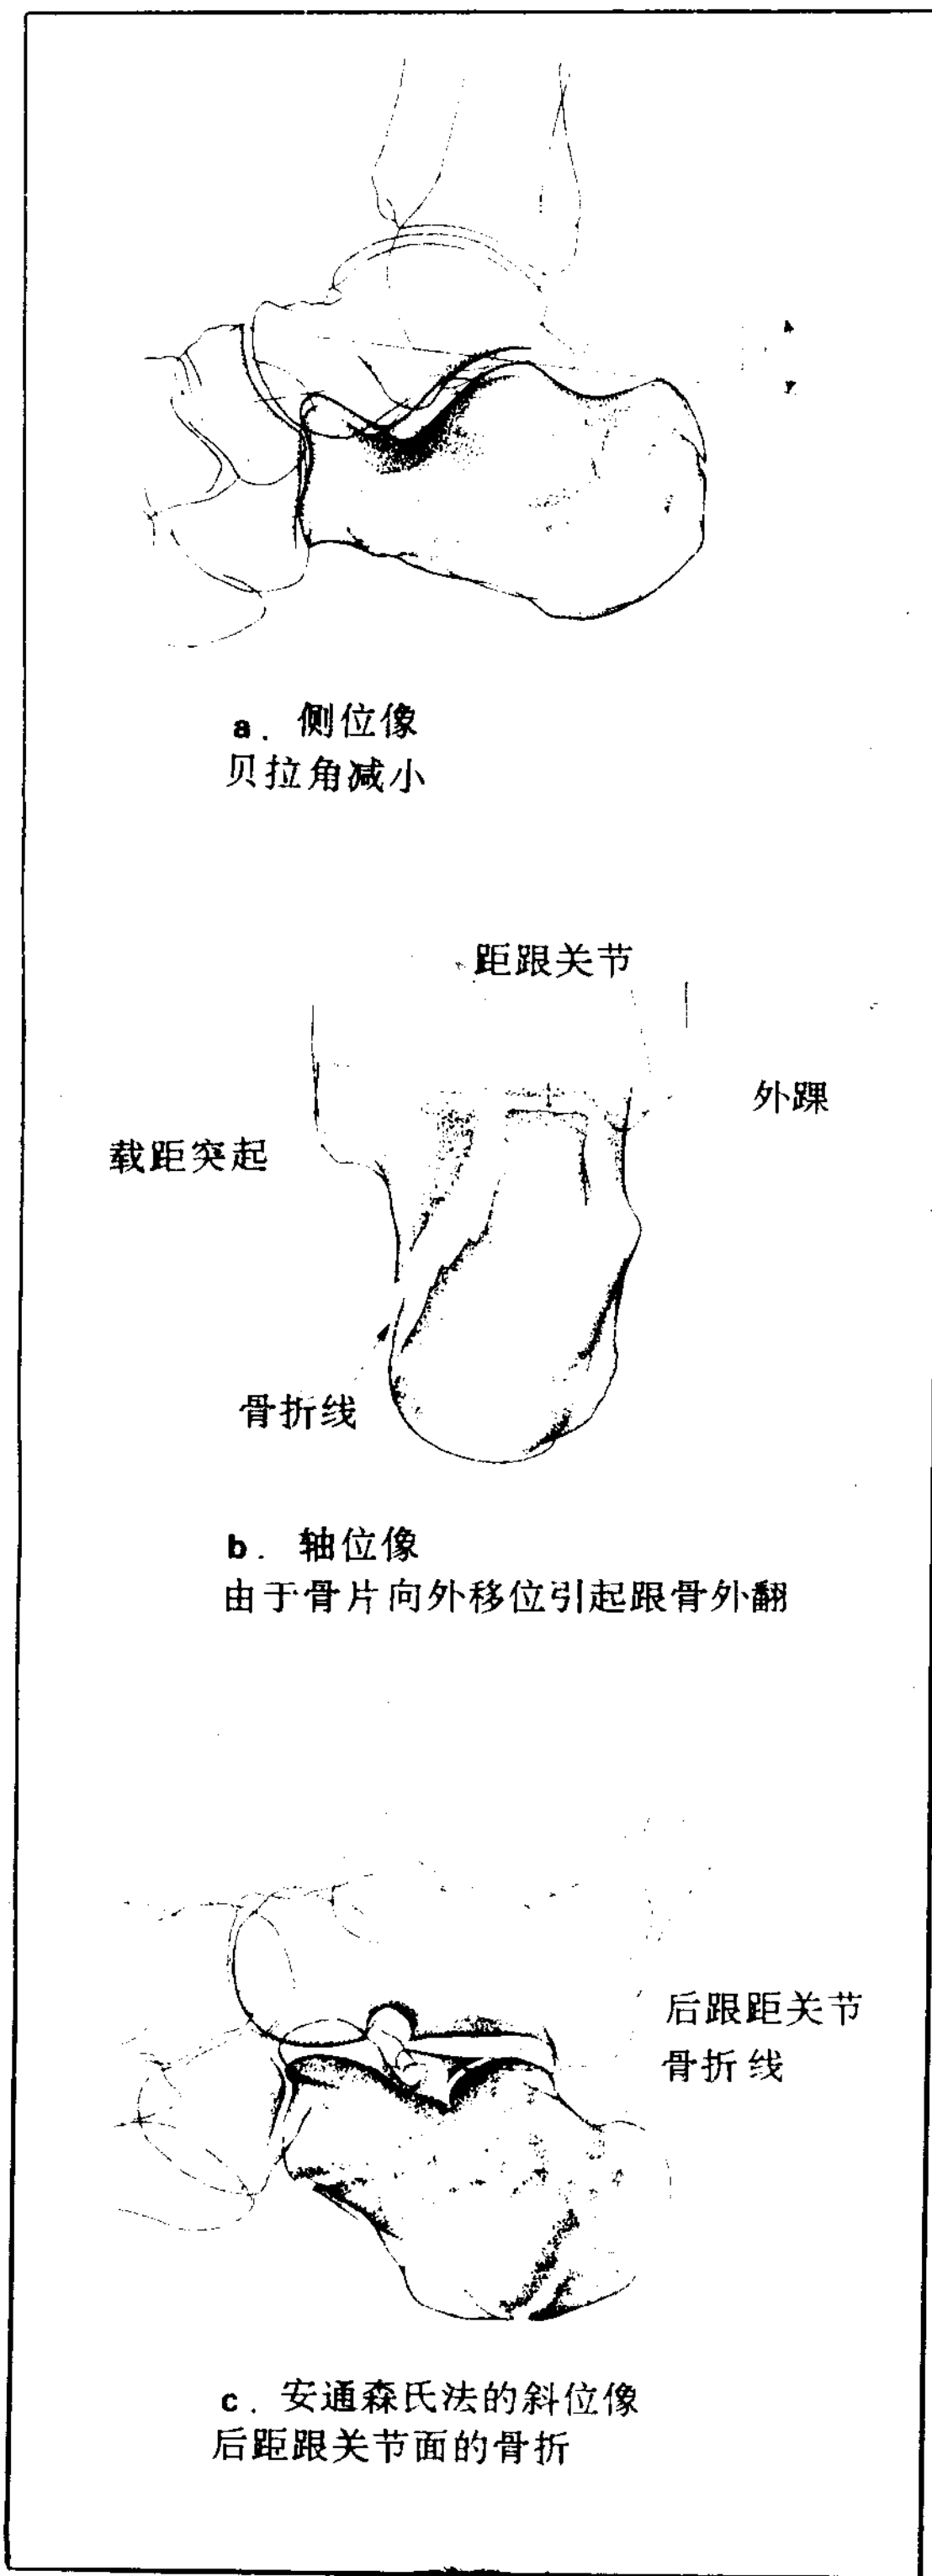 a. 侧位像
贝拉角减小
距跟关节
外踝
载距突起
骨折线
b. 轴位像
由于骨片向外移位引起跟骨外翻
后跟距关节
骨折线
c. 安通森氏法的斜位像
后距跟关节面的骨折